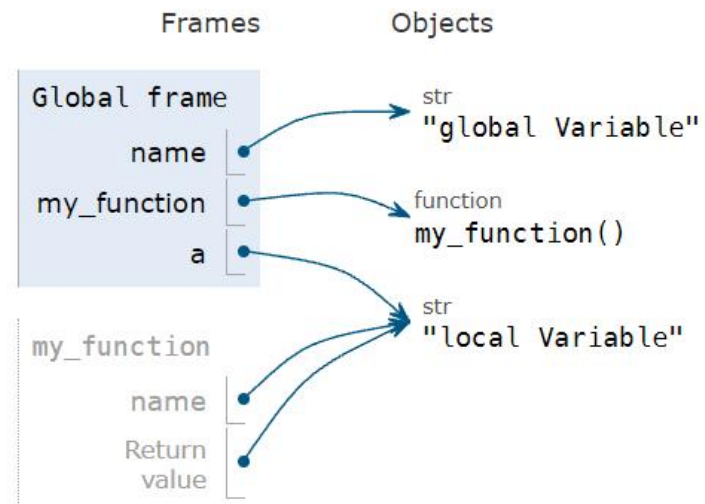 Frames Objects
Global frame
str
"global Variable"
name
my_function
function
my_function()
a
str
"local Variable"
my_function
name
Return
value